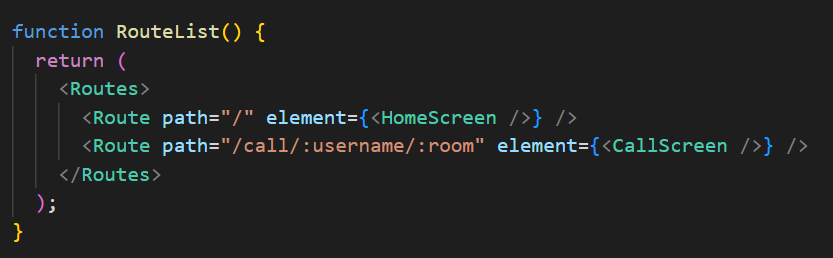 function RouteList() {
  return (
    <Routes>
      <Route path="/" element={<HomeScreen />} />
      <Route path="/call/:username/:room" element={<CallScreen />} />
    </Routes>
  );
}